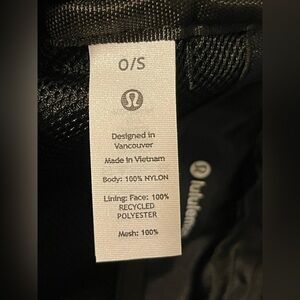 O/S
Designed in
Vancouver
Made in Vietnam
Body: 100% NYLON
Lining: Face: 100%
RECYCLED
POLYESTER
Mesh: 100%